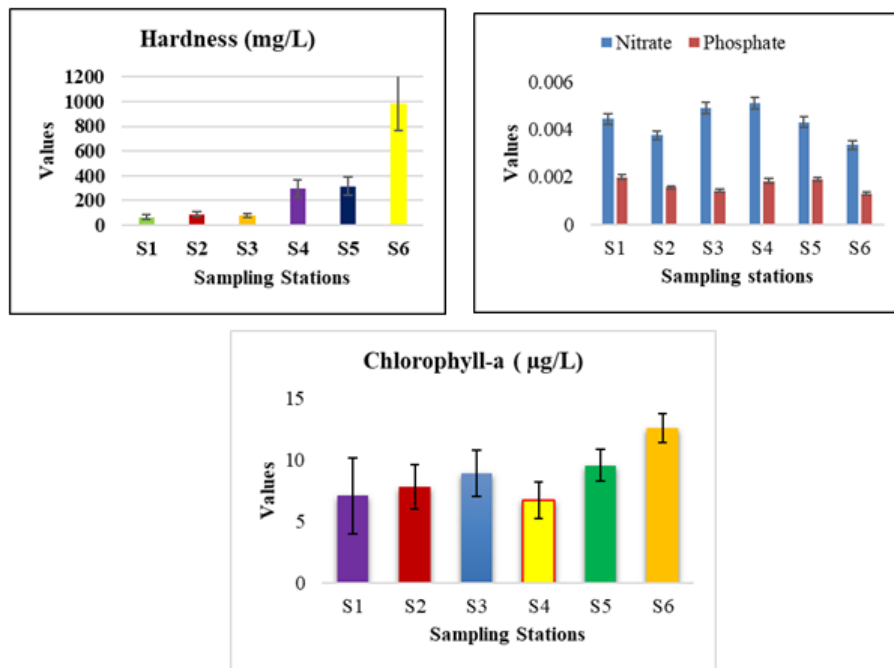 Hardness (mg/L)
1200
1000
800
600
400
200
0
Values
S1 S2 S3 S4 S5 S6
Sampling Stations
Nitrate Phosphate
0.006
0.004
0.002
0
Values
S1 S2 S3 S4 S5 S6
Sampling stations
Chlorophyll-a ( µg/L)
15
10
5
0
Values
S1 S2 S3 S4 S5 S6
Sampling Stations